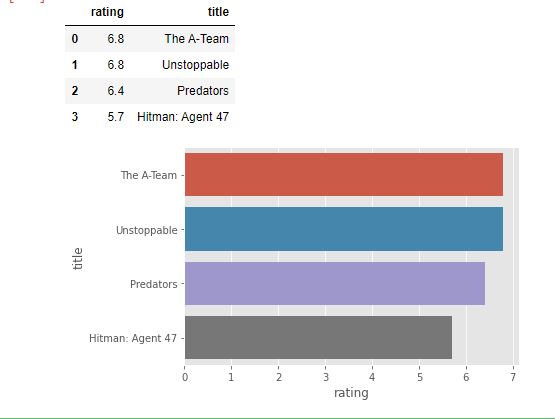 rating title
0 6.8 The A-Team
1 6.8 Unstoppable
2 6.4 Predators
3 5.7 Hitman: Agent 47
The A-Team
Unstoppable
title
Predators
Hitman: Agent 47
0 1 2 3 4 5 6 7
rating